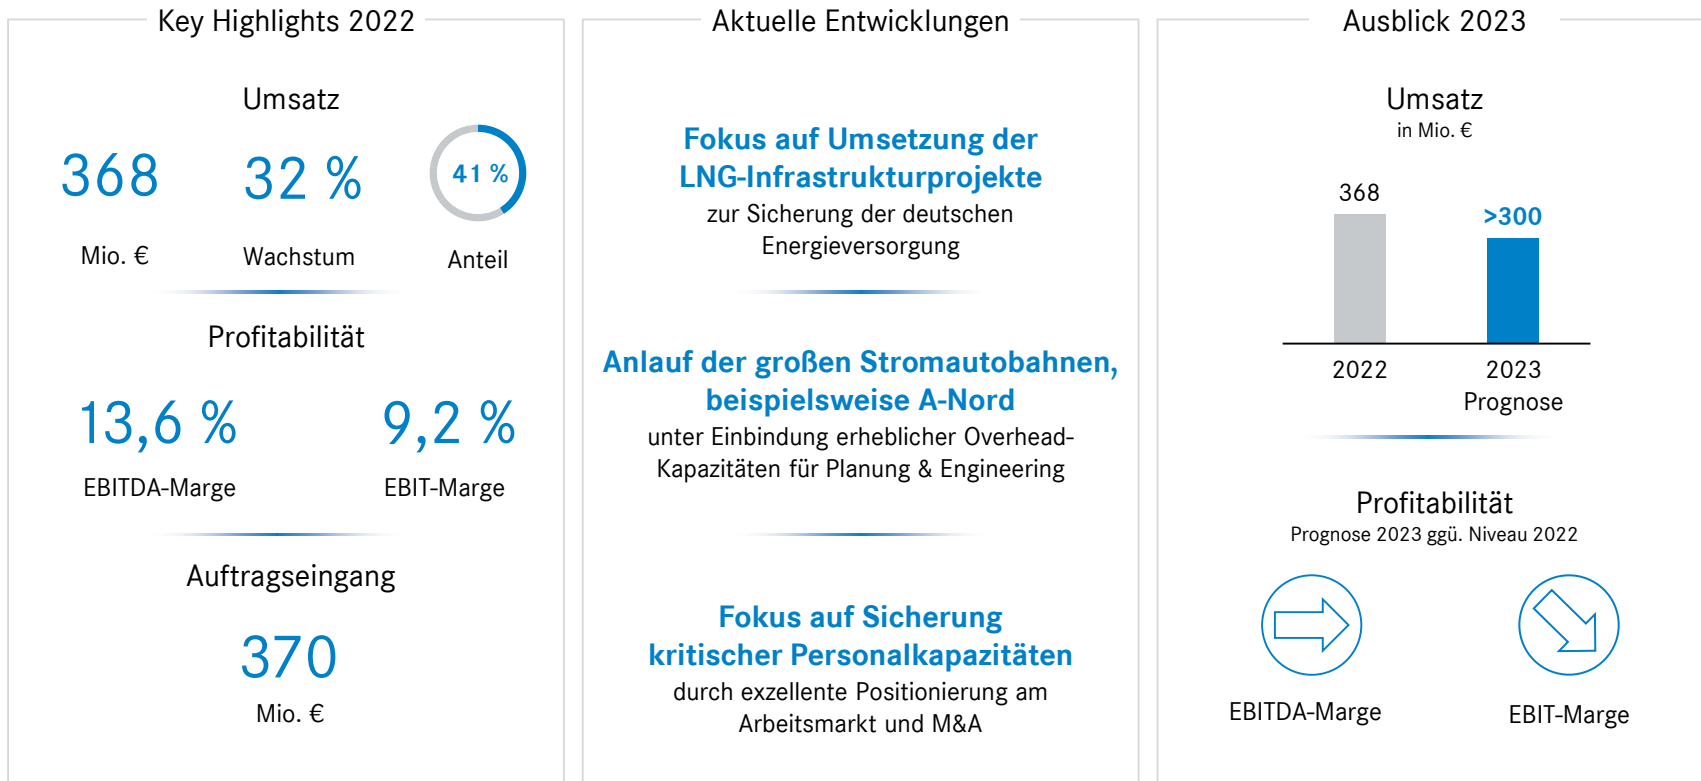 Key Highlights 2022
Umsatz
368
32 %
41 %
Mio. €
Wachstum
Anteil
Profitabilität
13,6 %
9,2 %
EBITDA-Marge
EBIT-Marge
Auftragseingang
370
Mio. €
Aktuelle Entwicklungen
Fokus auf Umsetzung der
LNG-Infrastrukturprojekte
zur Sicherung der deutschen
Energieversorgung
Anlauf der großen Stromautobahnen,
beispielsweise A-Nord
unter Einbindung erheblicher Overhead-
Kapazitäten für Planung & Engineering
Fokus auf Sicherung
kritischer Personalkapazitäten
durch exzellente Positionierung am
Arbeitsmarkt und M&A
Ausblick 2023
Umsatz
in Mio. €
368
>300
2022
2023
Prognose
Profitabilität
Prognose 2023 ggü. Niveau 2022
EBITDA-Marge
EBIT-Marge